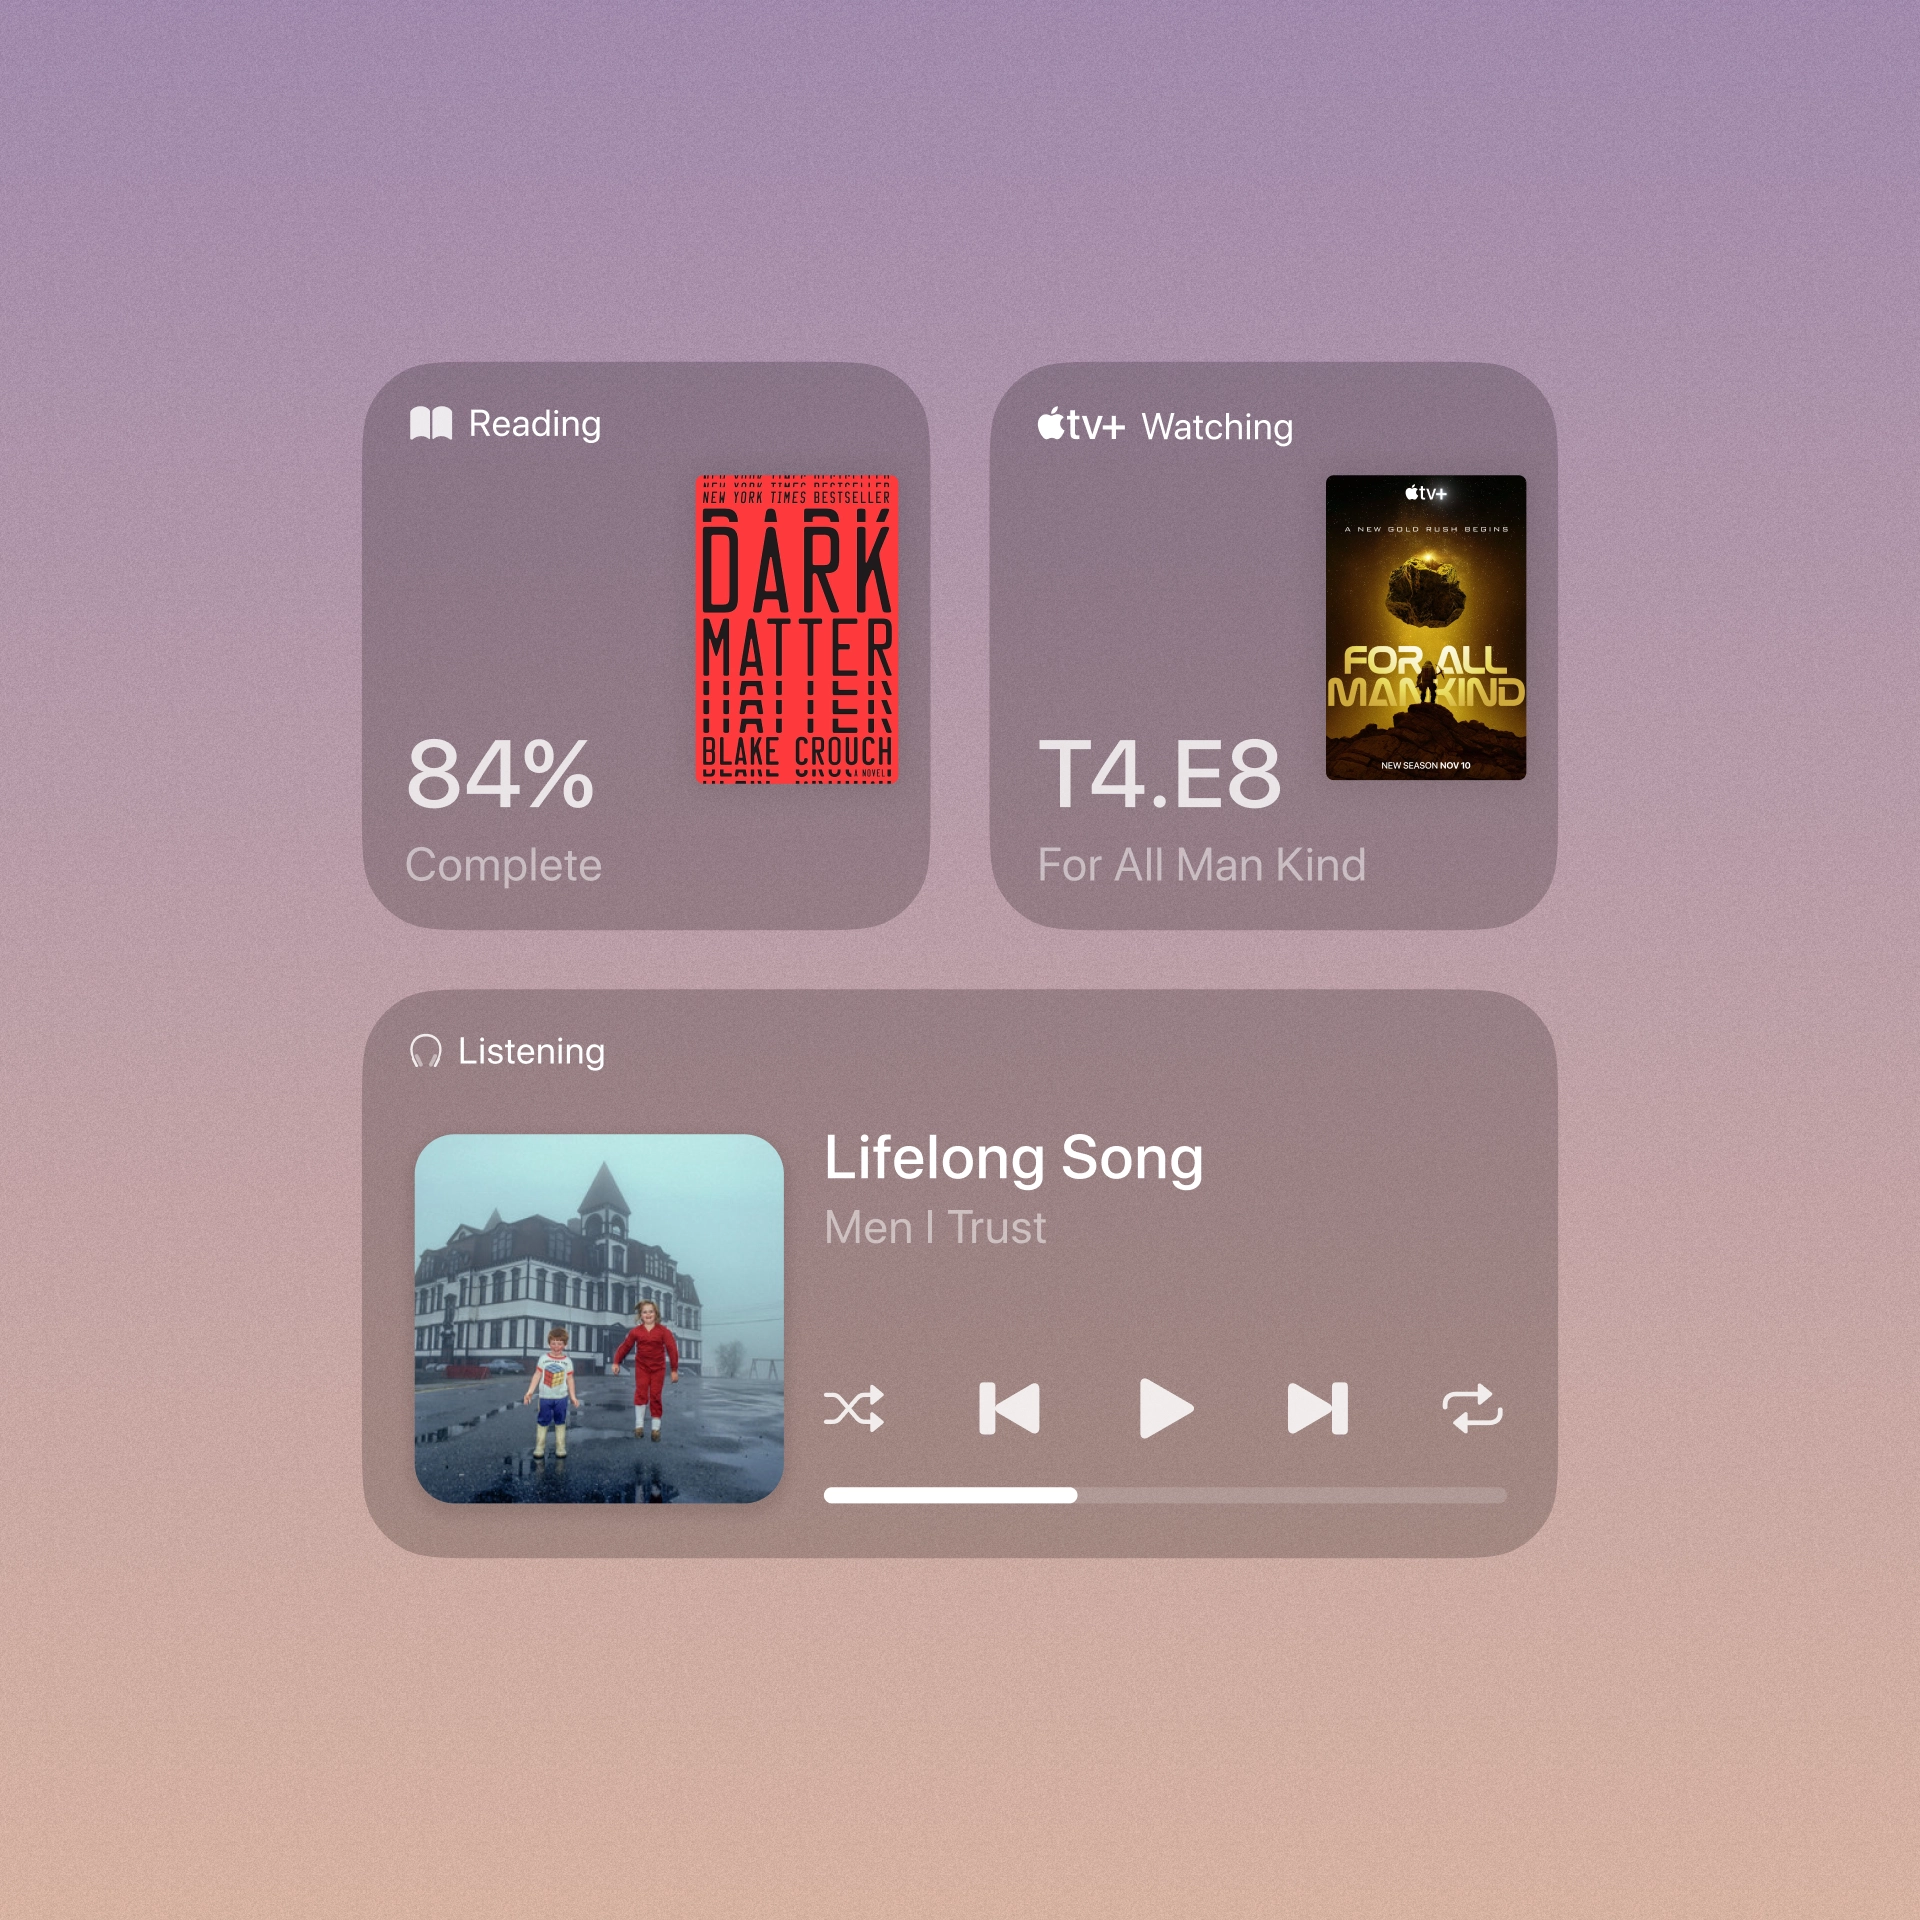 Reading
NEW YORK TIMES BESTSELLER
DARK
MATTER
BLAKE CROUCH
A NOVEL
84%
Complete
tv+ Watching
tv+
A NEW GOLD RUSH BEGINS
FOR ALL
MANKIND
NEW SEASON NOV 10
T4.E8
For All Man Kind
Listening
Lifelong Song
Men I Trust